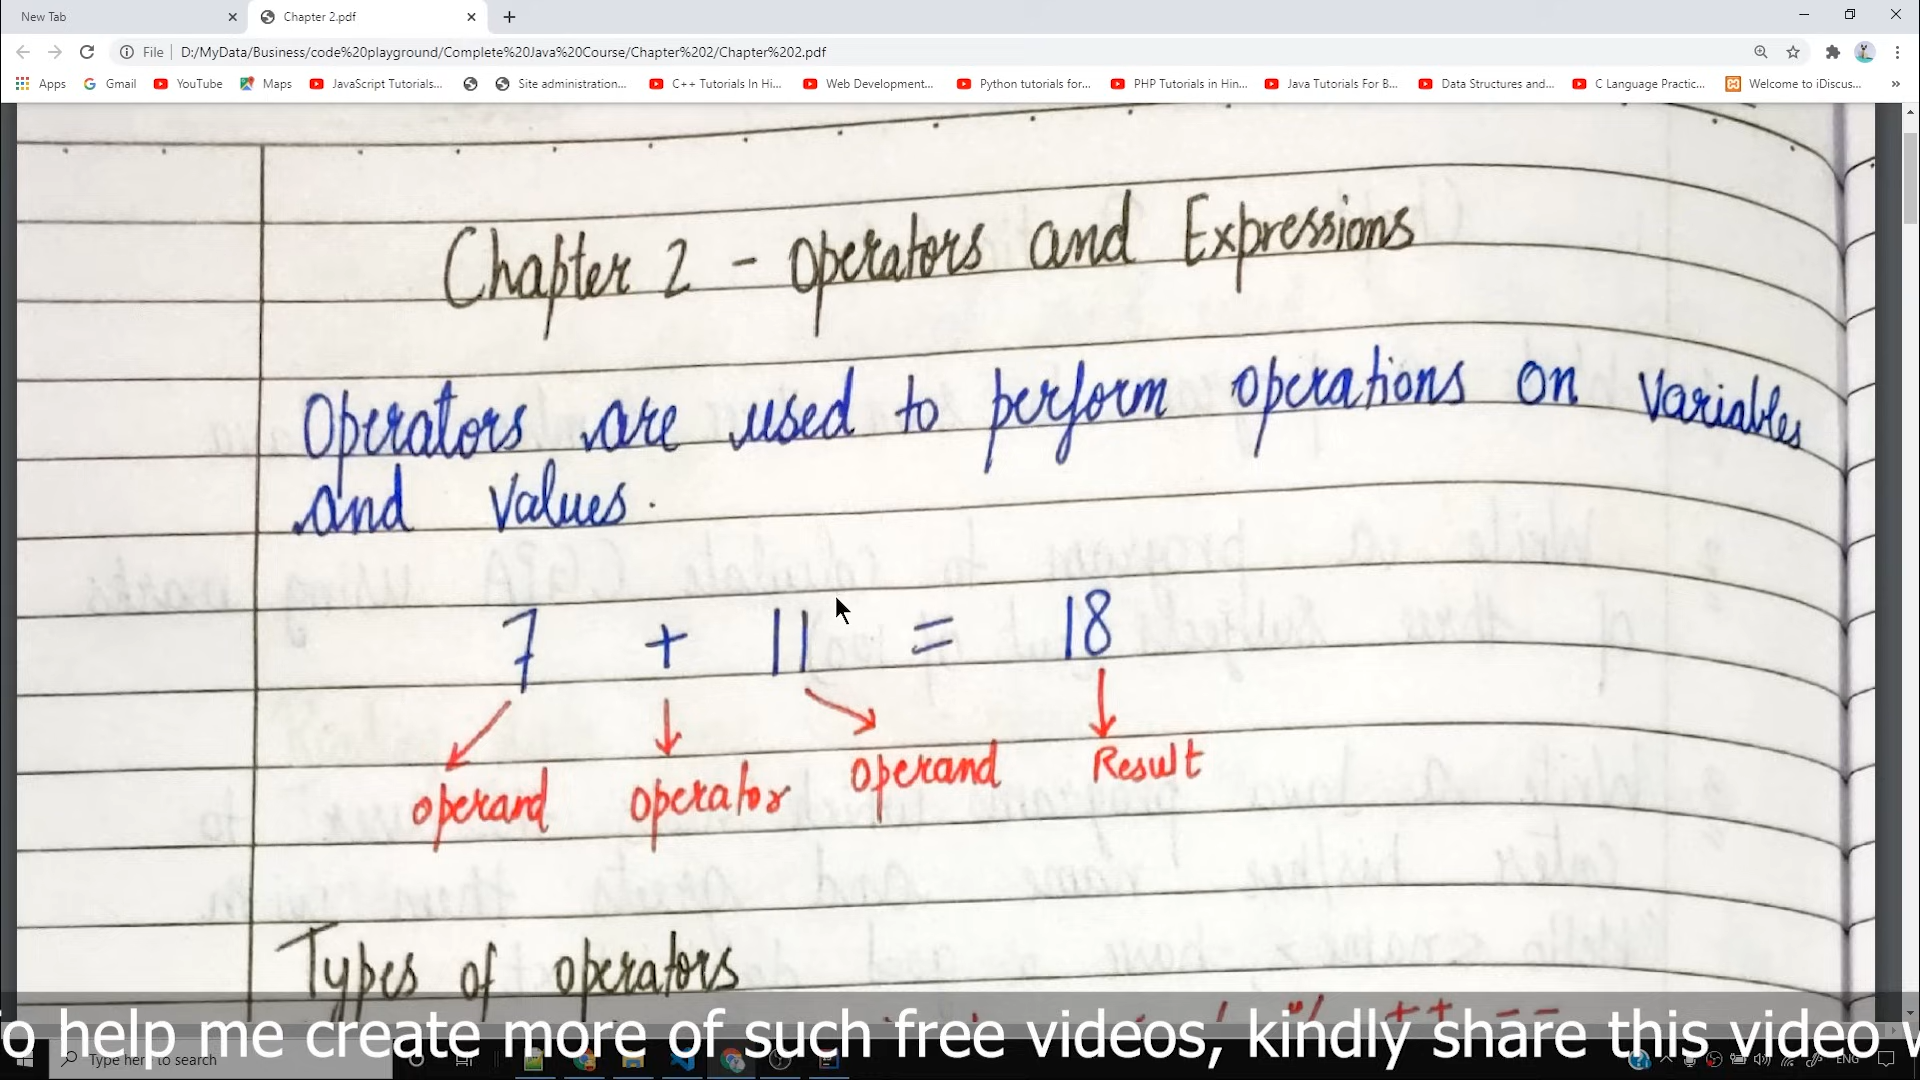 New Tab
Chapter 2.pdf
File
D:/MyData/Business/code%20playground/Complete%20Java%20Course/Chapter%202/Chapter%202.pdf
Apps
Gmail
YouTube
Maps
JavaScript Tutorials...
Site administration...
C++ Tutorials In Hi...
Web Development...
Python tutorials for...
PHP Tutorials in Hin...
Java Tutorials For B...
Data Structures and...
C Language Practic...
Welcome to iDiscus...
»
Chapter 2 - Operators and Expressions
Operators are used to perform operations on Variables
and values.
7 + 11 = 18
operand operator operand Result
Types of operators
o help me create more of such free videos, kindly share this video w
Type here to search
ENG